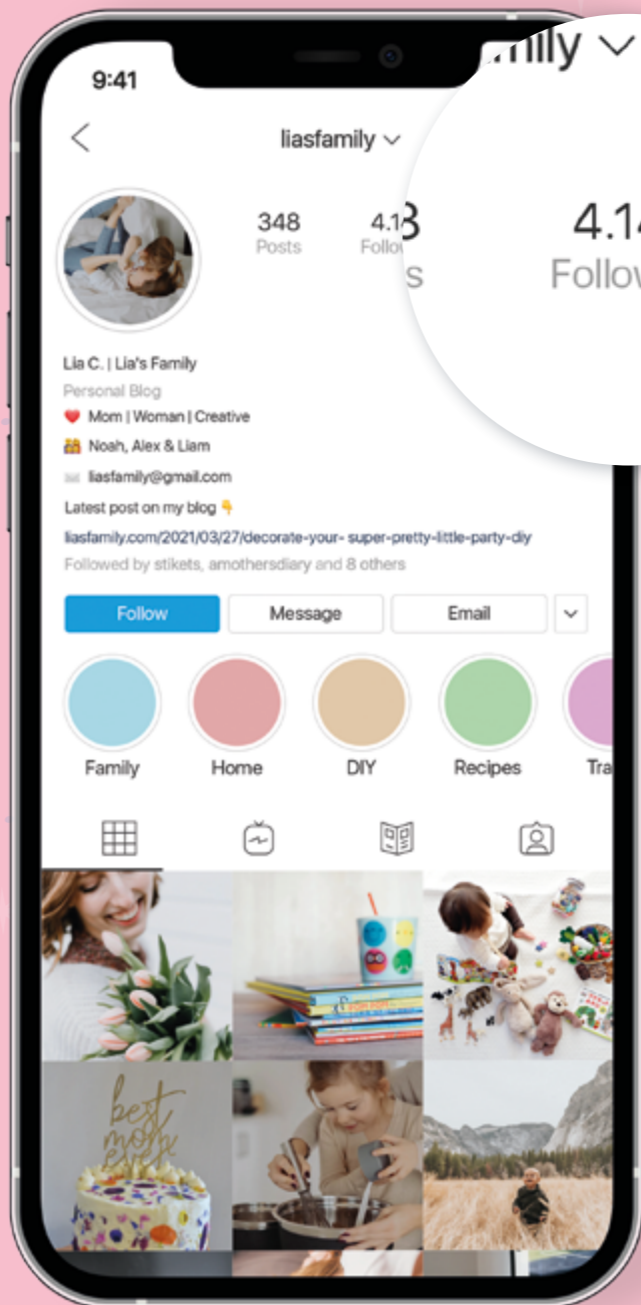 9:41
liasfamily
348
Posts
4.14
Lia C. | Lia's Family
Personal Blog
❤️ Mom | Woman | Creative
Noah, Alex & Liam
liasfamily@gmail.com
Latest post on my blog 👇
liasfamily.com/2021/03/27/decorate-your- super-pretty-little-party-diy
Followed by stikets, amothersdiary and 8 others
Follow
Message
Email
Family
Home
DIY
Recipes
best
mom
ever